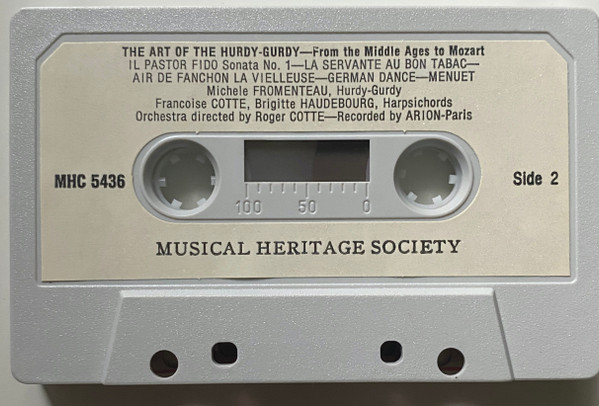 THE ART OF THE HURDY-GURDY—From the Middle Ages to Mozart
IL PASTOR FIDO Sonata No. 1—LA SERVANTE AU BON TABAC—
AIR DE FANCHON LA VIELLEUSE—GERMAN DANCE—MENUET
Michele FROMENTEAU, Hurdy-Gurdy
Francoise COTTE, Brigitte HAUDEBOURG, Harpsichords
Orchestra directed by Roger COTTE—Recorded by ARION-Paris
MHC 5436
Side 2
100 50 0
MUSICAL HERITAGE SOCIETY